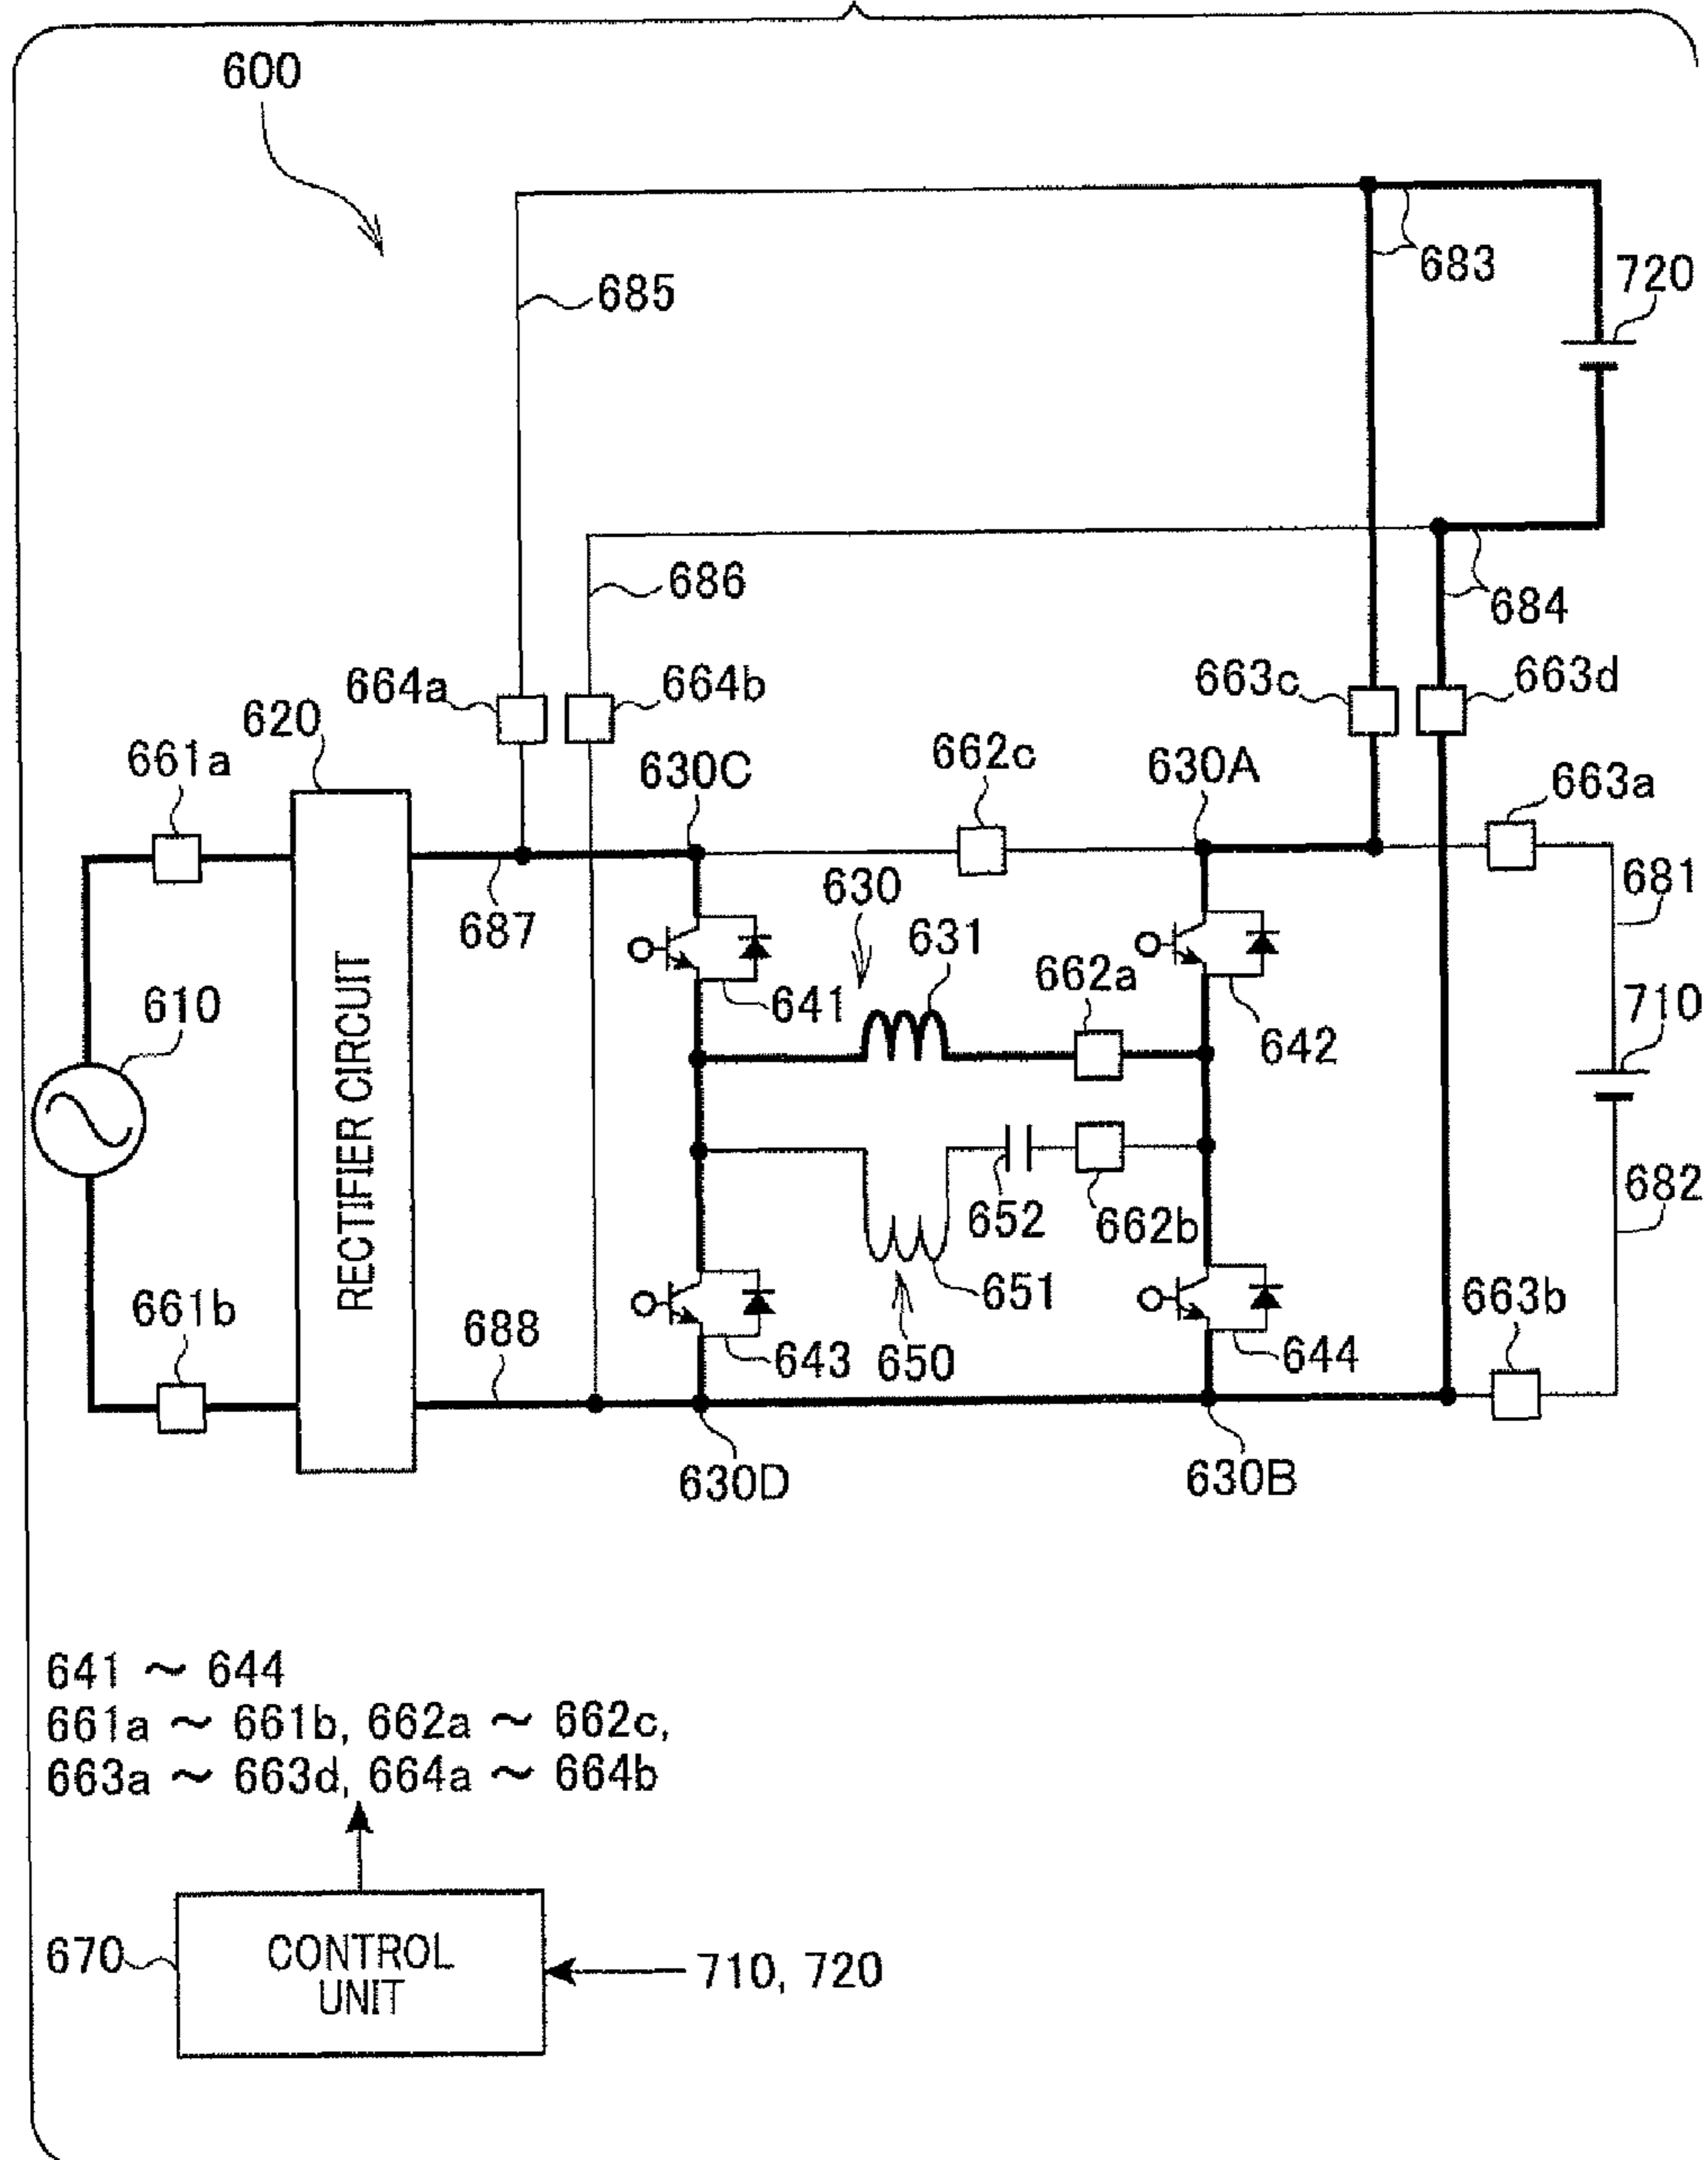 600
683
720
685
686
684
664a
664b
663c
663d
620
661a
630C
662c
630A
663a
681
687
630
631
662a
641
642
610
710
RECTIFIER CIRCUIT
652
662b
682
651
661b
688
643
650
644
663b
630D
630B
641 ~ 644
661a ~ 661b, 662a ~ 662c,
663a ~ 663d, 664a ~ 664b
670
CONTROL
UNIT
710, 720